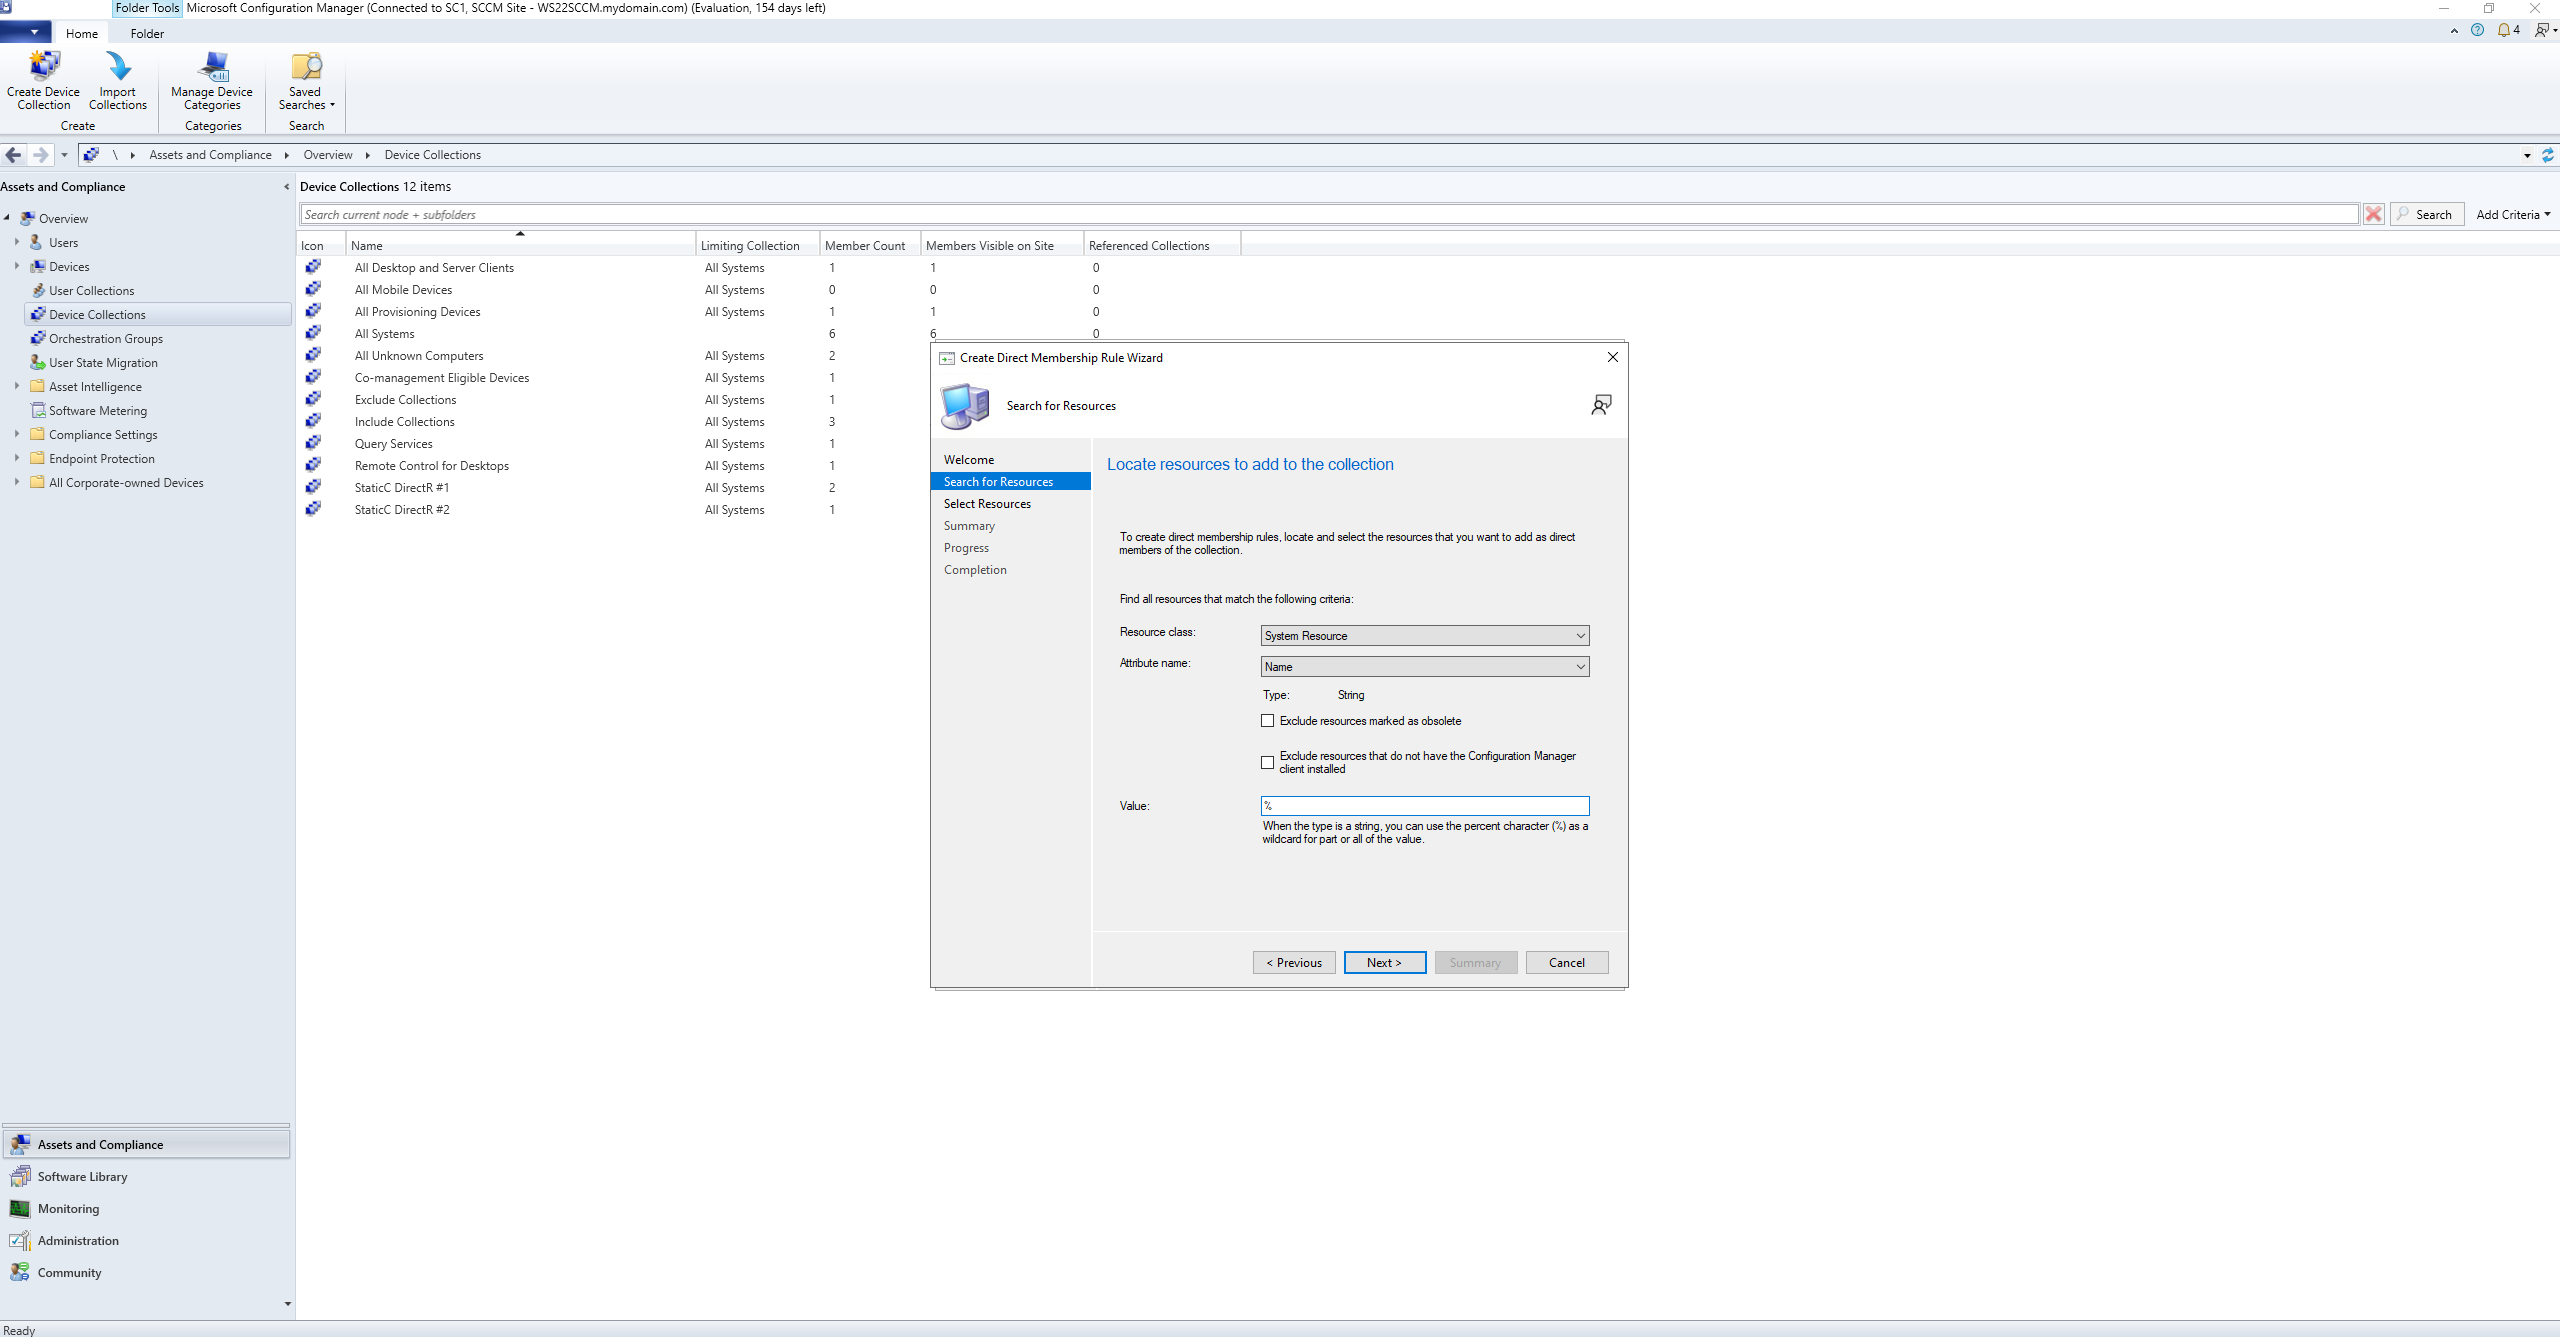 Folder Tools Microsoft Configuration Manager (Connected to SC1, SCCM Site - WS22SCCM.mydomain.com) (Evaluation, 154 days left)
Home Folder
4
Create Device Collection
Import Collections
Manage Device Categories
Saved Searches
Create Categories Search
\ Assets and Compliance Overview Device Collections
Assets and Compliance
Overview
Users
Devices
User Collections
Device Collections
Orchestration Groups
User State Migration
Asset Intelligence
Software Metering
Compliance Settings
Endpoint Protection
All Corporate-owned Devices
Assets and Compliance
Software Library
Monitoring
Administration
Community
Device Collections 12 items
Search current node + subfolders
Search Add Criteria
Icon Name Limiting Collection Member Count Members Visible on Site Referenced Collections
All Desktop and Server Clients All Systems 1 1 0
All Mobile Devices All Systems 0 0 0
All Provisioning Devices All Systems 1 1 0
All Systems 6 6 0
All Unknown Computers All Systems 2
Co-management Eligible Devices All Systems 1
Exclude Collections All Systems 1
Include Collections All Systems 3
Query Services All Systems 1
Remote Control for Desktops All Systems 1
StaticC DirectR #1 All Systems 2
StaticC DirectR #2 All Systems 1
Create Direct Membership Rule Wizard
Search for Resources
Welcome
Search for Resources
Select Resources
Summary
Progress
Completion
Locate resources to add to the collection
To create direct membership rules, locate and select the resources that you want to add as direct
members of the collection.
Find all resources that match the following criteria:
Resource class: System Resource
Attribute name: Name
Type: String
Exclude resources marked as obsolete
Exclude resources that do not have the Configuration Manager
client installed
Value: %
When the type is a string, you can use the percent character (%) as a
wildcard for part or all of the value.
< Previous Next > Summary Cancel
Ready